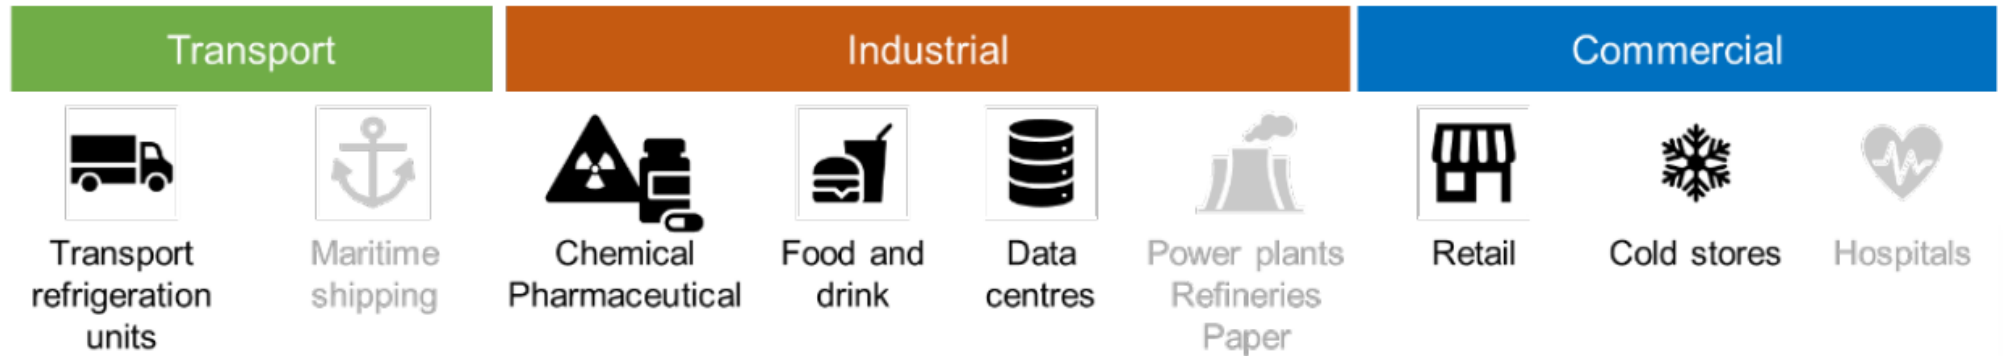 Transport
Industrial
Commercial
Transport
refrigeration
units
Maritime
shipping
Chemical
Pharmaceutical
Food and
drink
Data
centres
Power plants
Refineries
Paper
Retail
Cold stores
Hospitals